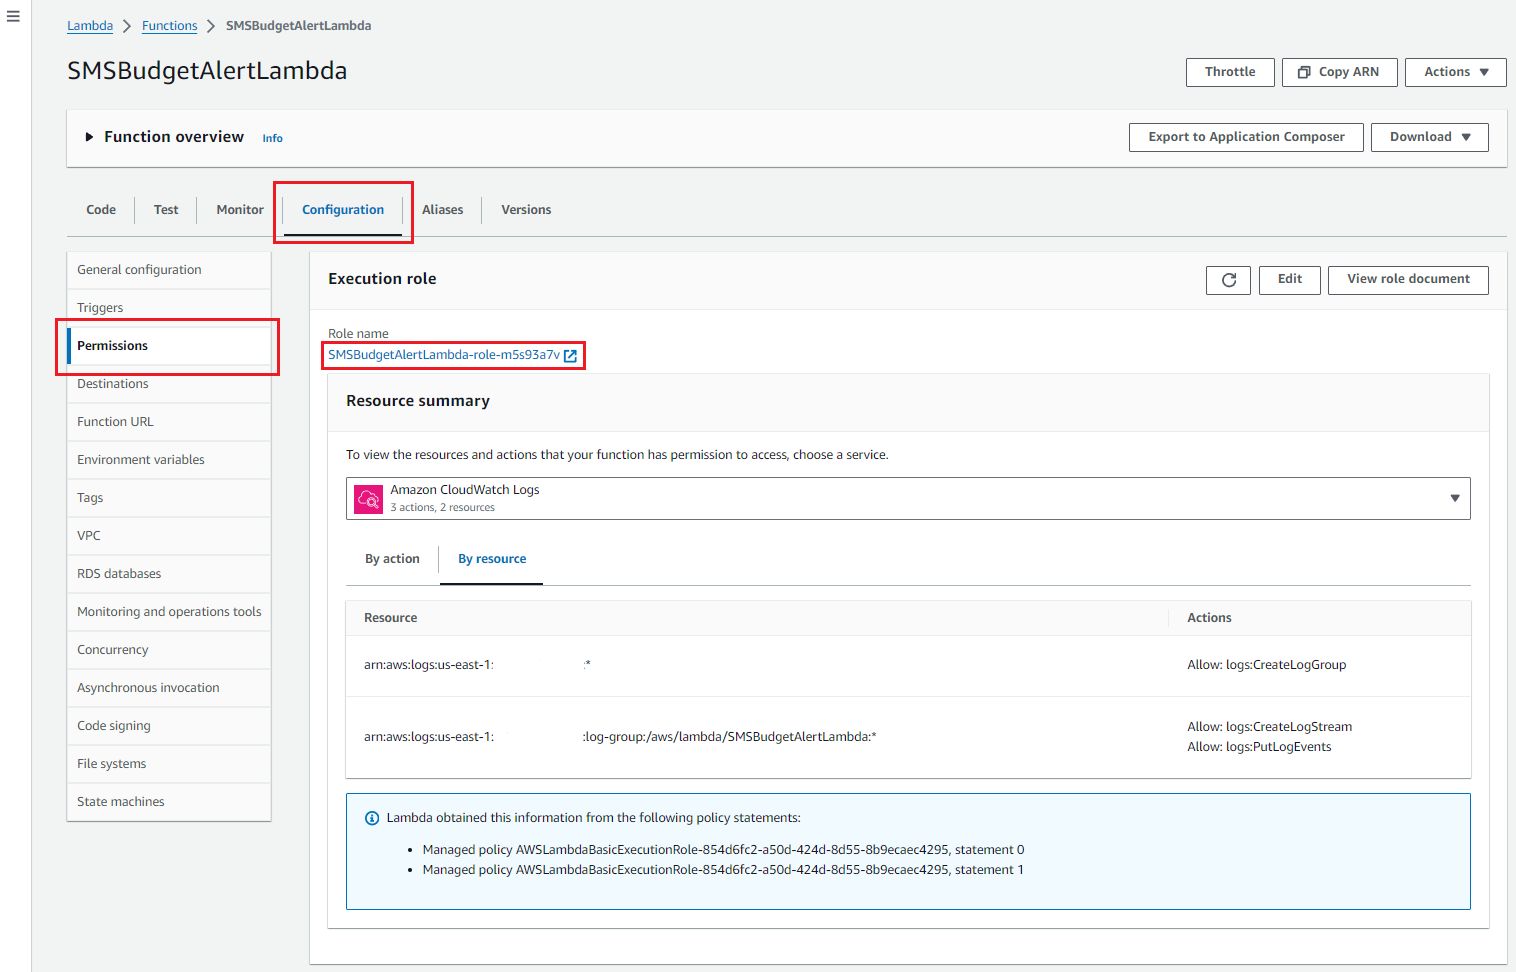 Lambda > Functions > SMSBudgetAlertLambda
SMSBudgetAlertLambda
Throttle
Copy ARN
Actions
Function overview Info
Export to Application Composer
Download
Code
Test
Monitor
Configuration
Aliases
Versions
General configuration
Triggers
Permissions
Destinations
Function URL
Environment variables
Tags
VPC
RDS databases
Monitoring and operations tools
Concurrency
Asynchronous invocation
Code signing
File systems
State machines
Execution role
Edit
View role document
Role name
SMSBudgetAlertLambda-role-m5s93a7v
Resource summary
To view the resources and actions that your function has permission to access, choose a service.
Amazon CloudWatch Logs
3 actions, 2 resources
By action
By resource
Resource
Actions
arn:aws:logs:us-east-1: :*
Allow: logs:CreateLogGroup
arn:aws:logs:us-east-1: :log-group:/aws/lambda/SMSBudgetAlertLambda:*
Allow: logs:CreateLogStream
Allow: logs:PutLogEvents
Lambda obtained this information from the following policy statements:
• Managed policy AWSLambdaBasicExecutionRole-854d6fc2-a50d-424d-8d55-8b9ecaec4295, statement 0
• Managed policy AWSLambdaBasicExecutionRole-854d6fc2-a50d-424d-8d55-8b9ecaec4295, statement 1